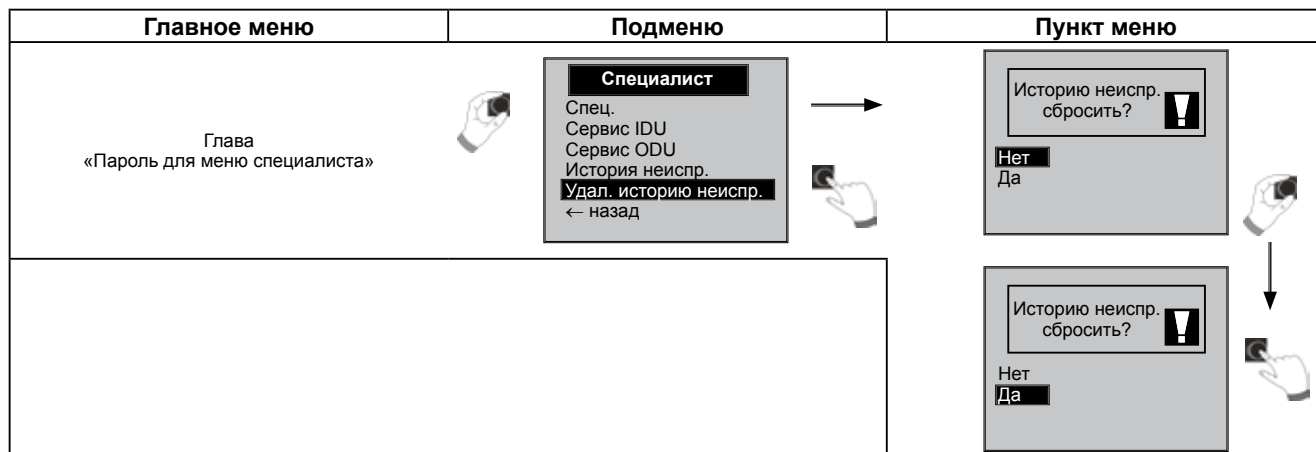 Главное меню
Подменю
Пункт меню
Глава
«Пароль для меню специалиста»
Специалист
Спец.
Сервис IDU
Сервис ODU
История неиспр.
Удал. историю неиспр.
← назад
Историю неиспр.
сбросить?
Нет
Да
Историю неиспр.
сбросить?
Нет
Да